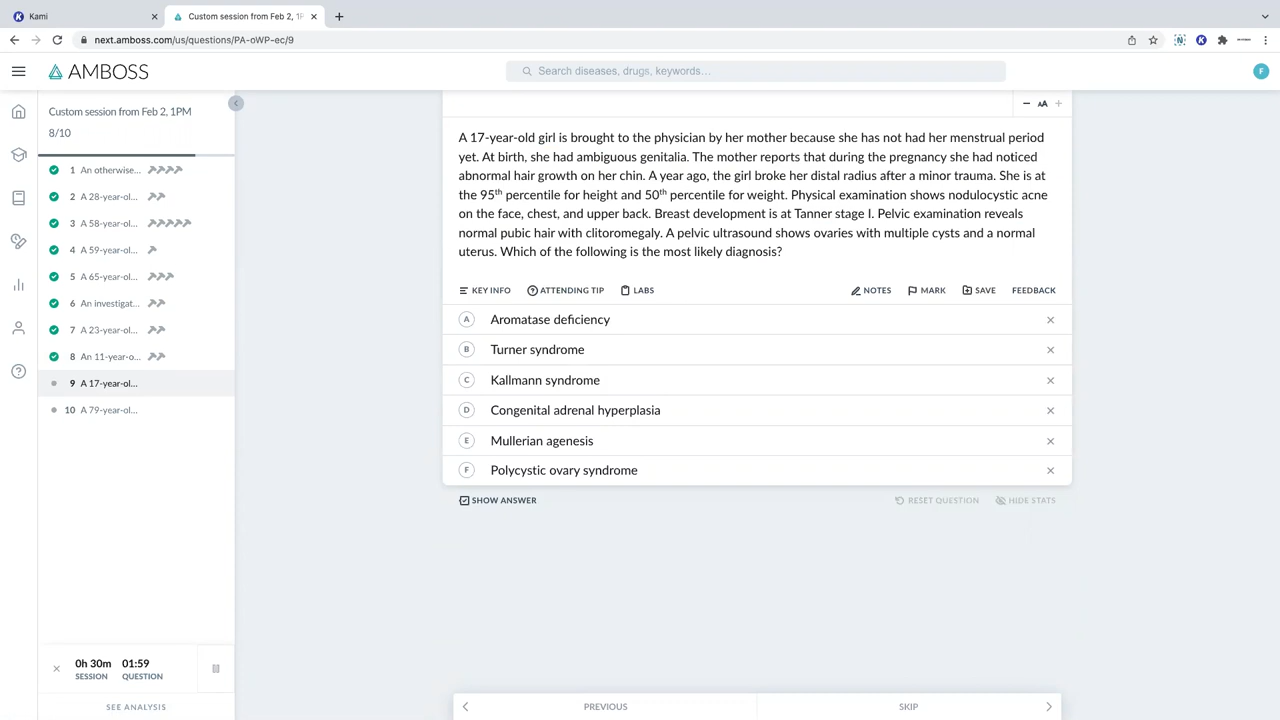 Kami
Custom session from Feb 2, 1P
next.amboss.com/us/questions/PA-oWP-ec/9
AMBOSS
Search diseases, drugs, keywords...
F
Custom session from Feb 2, 1PM
8/10
1 An otherwise...
2 A 28-year-ol...
3 A 58-year-ol...
4 A 59-year-ol...
5 A 65-year-ol...
6 An investigat...
7 A 23-year-ol...
8 An 11-year-o...
9 A 17-year-ol...
10 A 79-year-ol...
0h 30m 01:59
SESSION QUESTION
SEE ANALYSIS
A 17-year-old girl is brought to the physician by her mother because she has not had her menstrual period
yet. At birth, she had ambiguous genitalia. The mother reports that during the pregnancy she had noticed
abnormal hair growth on her chin. A year ago, the girl broke her distal radius after a minor trauma. She is at
the 95th percentile for height and 50th percentile for weight. Physical examination shows nodulocystic acne
on the face, chest, and upper back. Breast development is at Tanner stage I. Pelvic examination reveals
normal pubic hair with clitoromegaly. A pelvic ultrasound shows ovaries with multiple cysts and a normal
uterus. Which of the following is the most likely diagnosis?
KEY INFO ATTENDING TIP LABS NOTES MARK SAVE FEEDBACK
A Aromatase deficiency
B Turner syndrome
C Kallmann syndrome
D Congenital adrenal hyperplasia
E Mullerian agenesis
F Polycystic ovary syndrome
SHOW ANSWER RESET QUESTION HIDE STATS
PREVIOUS SKIP